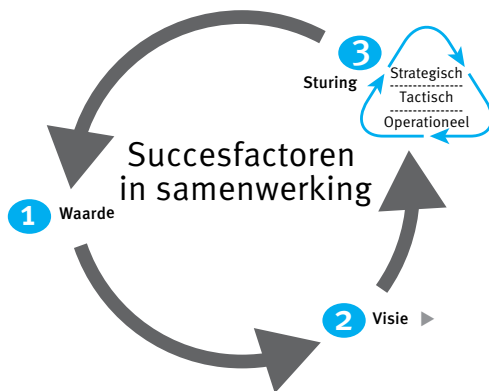 3
Sturing
Strategisch
Tactisch
Operationeel
Succesfactoren
in samenwerking
1 Waarde
2 Visie